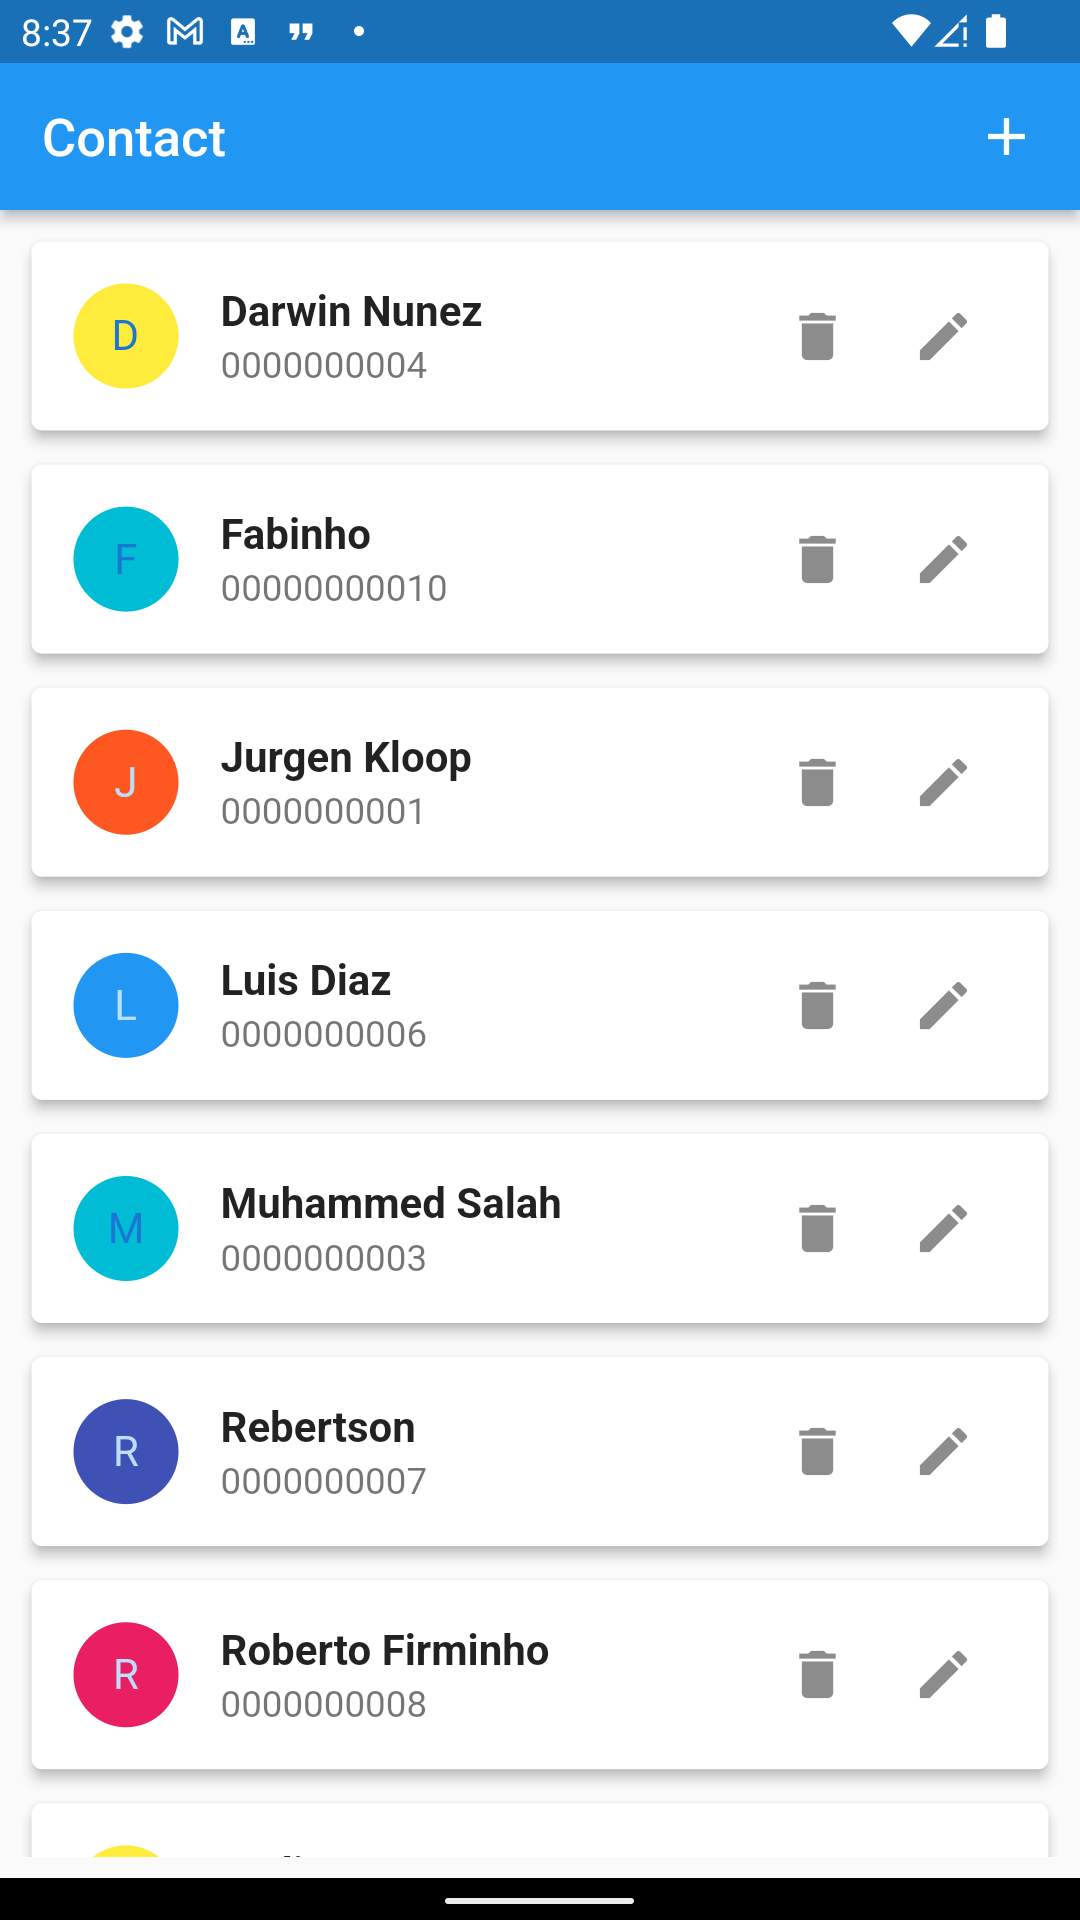 8:37
Contact
D
Darwin Nunez
0000000004
F
Fabinho
00000000010
J
Jurgen Kloop
0000000001
L
Luis Diaz
0000000006
M
Muhammed Salah
0000000003
R
Rebertson
0000000007
R
Roberto Firminho
0000000008